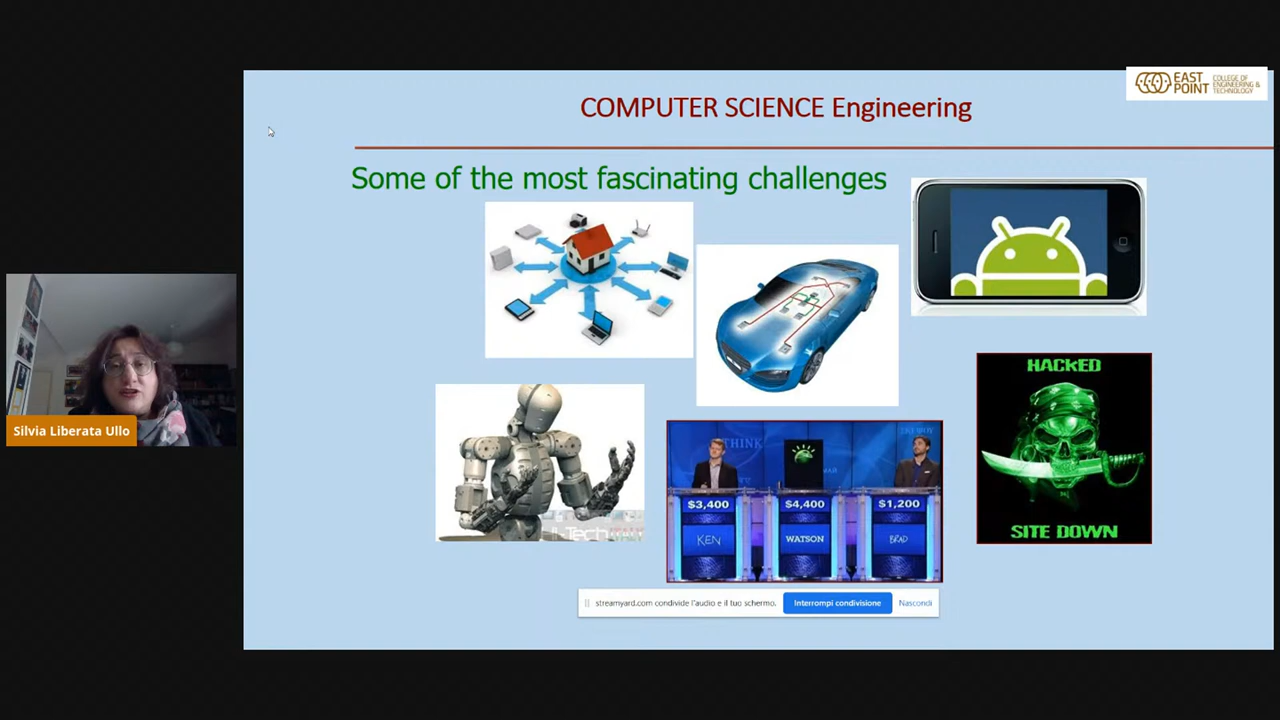 EAST
POINT
COLLEGE OF
ENGINEERING &
TECHNOLOGY
COMPUTER SCIENCE Engineering
Some of the most fascinating challenges
HACKED
SITE DOWN
THINK
$3,400
$4,400
$1,200
KEN
WATSON
BRAD
Silvia Liberata Ullo
streamyard.com condivide l'audio e il tuo schermo.
Interrompi condivisione
Nascondi